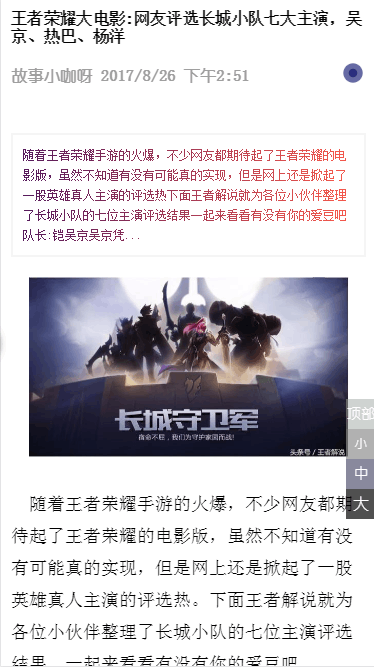 王者荣耀大电影:网友评选长城小队七大主演，吴
京、热巴、杨洋
故事小咖呀 2017/8/26 下午2:51
随着王者荣耀手游的火爆，不少网友都期待起了王者荣耀的电
影版，虽然不知道有没有可能真的实现，但是网上还是掀起了
一股英雄真人主演的评选热下面王者解说就为各位小伙伴整理
了长城小队的七位主演评选结果一起来看看有没有你的爱豆吧
队长:铠吴京吴京凭...
长城守卫军
宿命不屈，我们为守护家园而战!
头条号／王者解说
顶部
小
中
大
随着王者荣耀手游的火爆，不少网友都期
待起了王者荣耀的电影版，虽然不知道有没
有可能真的实现，但是网上还是掀起了一股
英雄真人主演的评选热。下面王者解说就为
各位小伙伴整理了长城小队的七位主演评选
结果，一起来看看有没有你的爱豆吧